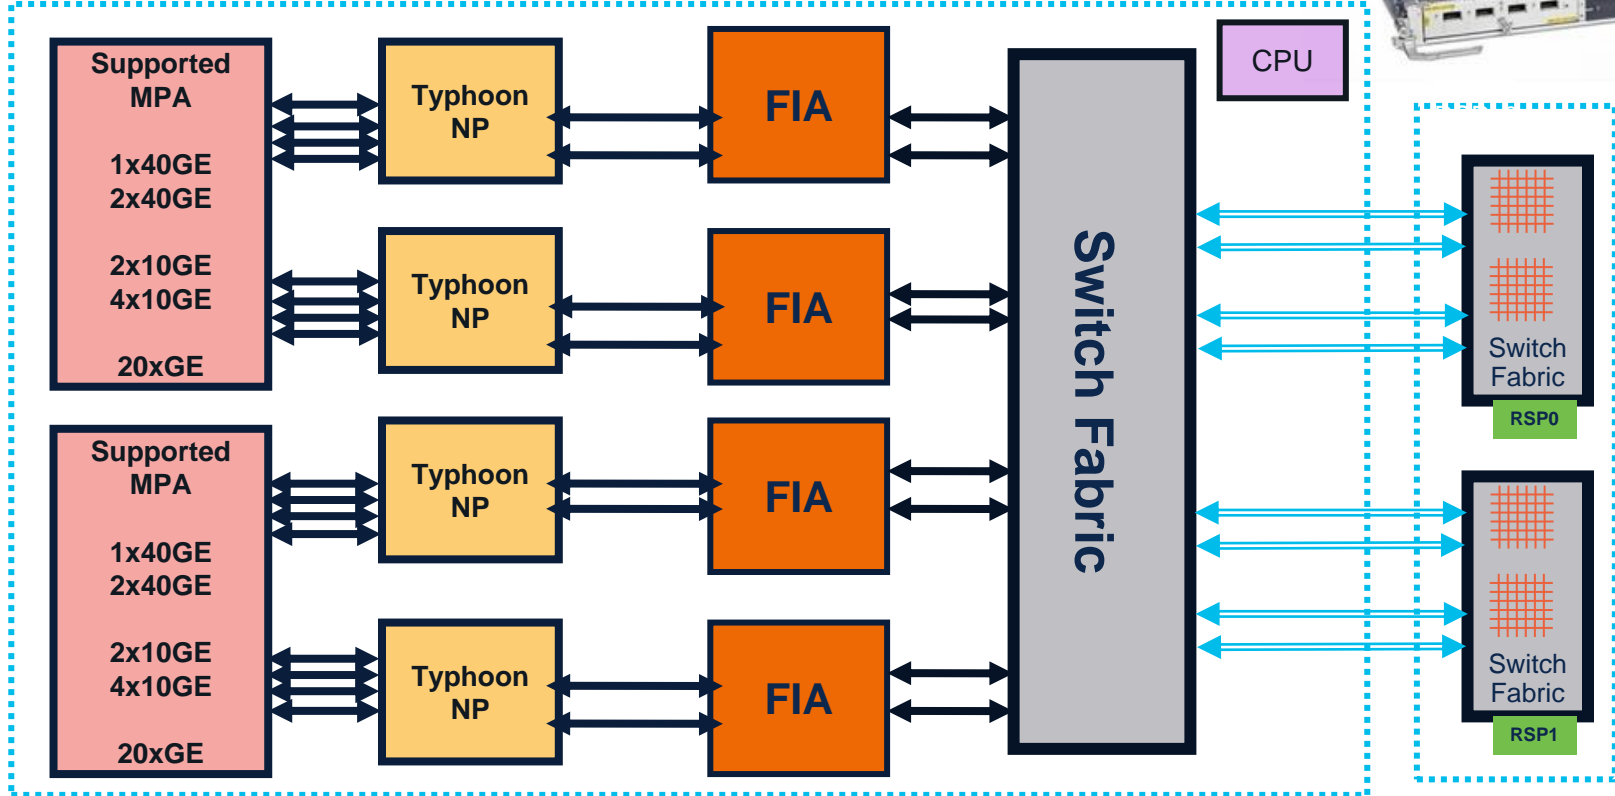 Supported
MPA
1x40GE
2x40GE
2x10GE
4x10GE
20xGE
Supported
MPA
1x40GE
2x40GE
2x10GE
4x10GE
20xGE
Typhoon
NP
Typhoon
NP
Typhoon
NP
Typhoon
NP
FIA
FIA
FIA
FIA
Switch Fabric
CPU
Switch
Fabric
RSP0
Switch
Fabric
RSP1